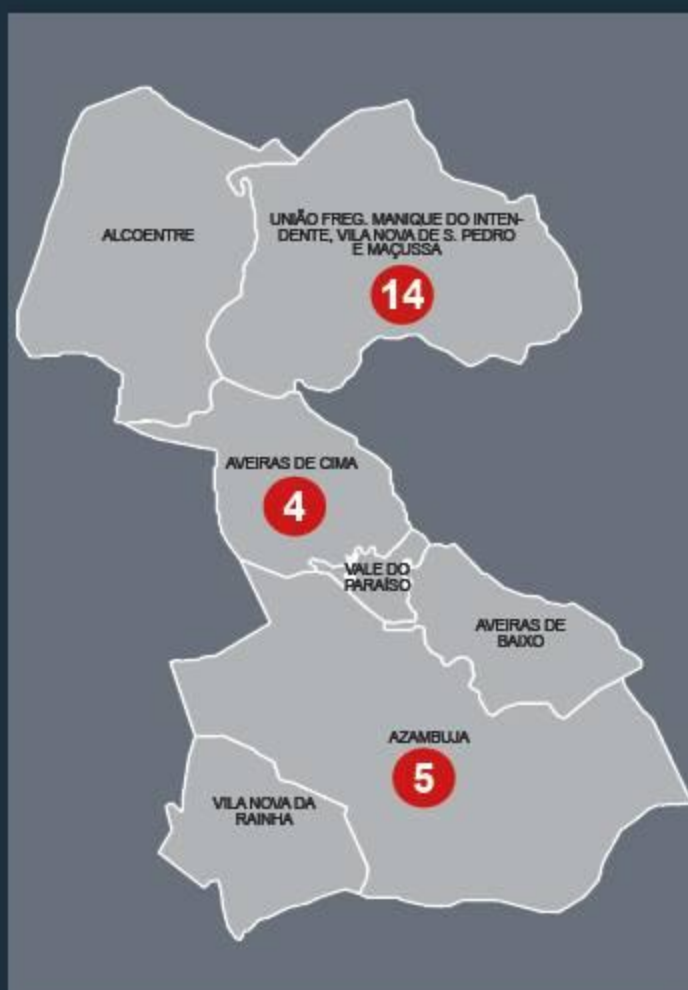 ALCOENTRE
UNIÃO FREG. MANIQUE DO INTEN-
DENTE, VILA NOVA DE S. PEDRO
E MAÇUSSA
14
AVEIRAS DE CIMA
4
VALE DO
PARAÍSO
AVEIRAS DE
BAIXO
AZAMBUJA
5
VILA NOVA DA
RAINHA